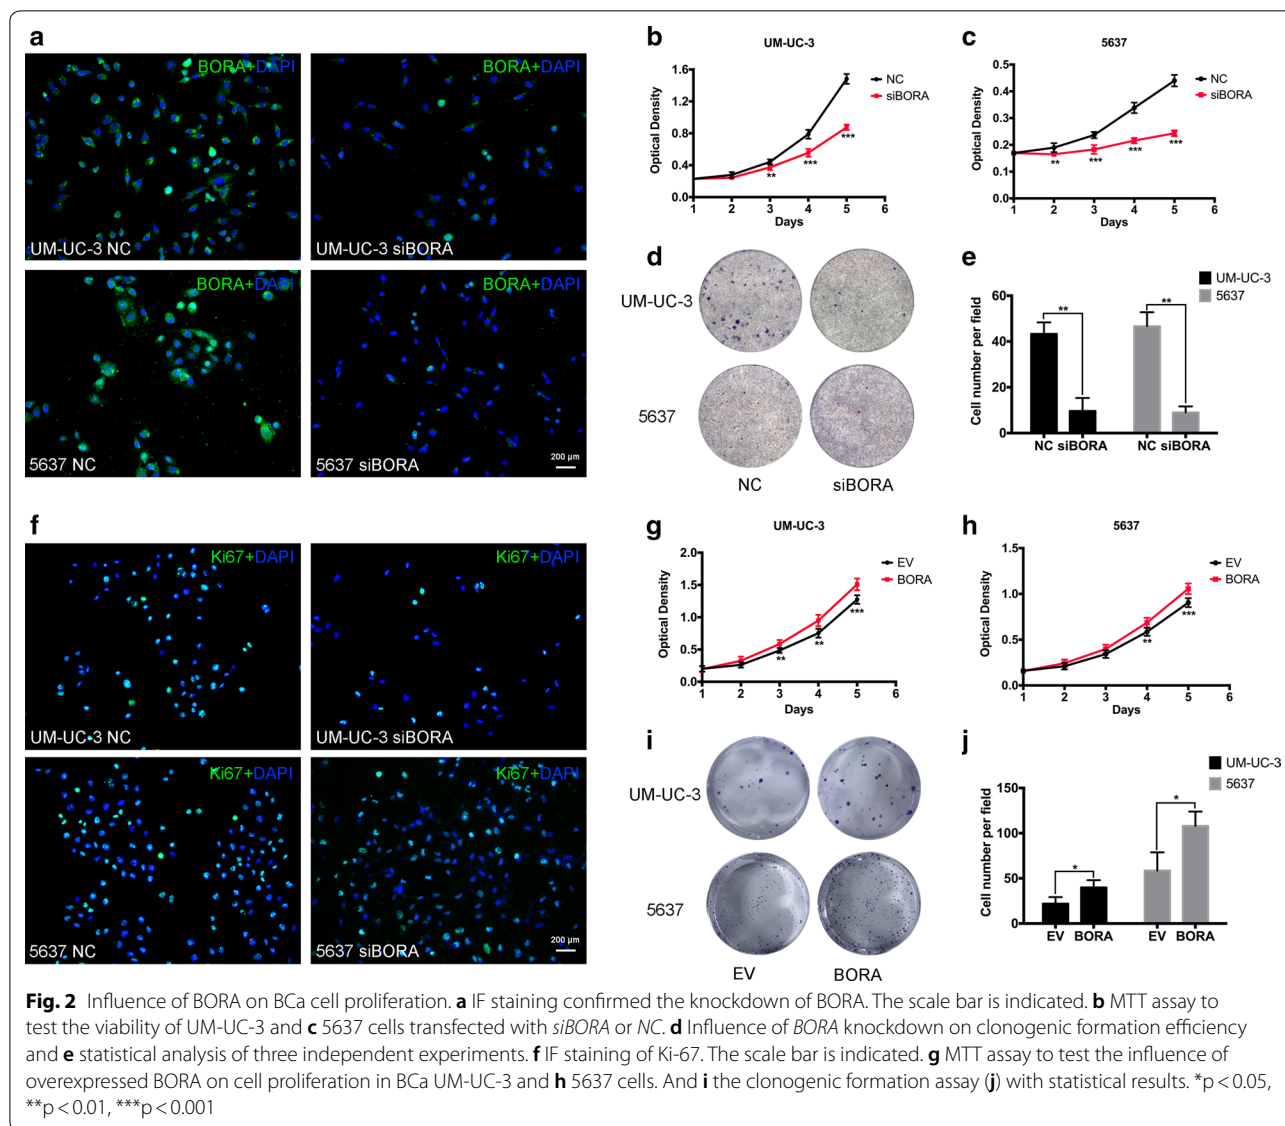 a
BORA+DAPI
UM-UC-3 NC
BORA+DAPI
UM-UC-3 siBORA
BORA+DAPI
5637 NC
BORA+DAPI
5637 siBORA
200 μm
b
UM-UC-3
Optical Density
1.6
1.2
0.8
0.4
0.0
1 2 3 4 5 6
Days
NC
siBORA
** *** ***
c
5637
Optical Density
0.5
0.4
0.3
0.2
0.1
0.0
1 2 3 4 5 6
Days
NC
siBORA
** *** *** ***
d
UM-UC-3
5637
NC siBORA
e
UM-UC-3
5637
Cell number per field
60
40
20
0
** **
NC siBORA NC siBORA
f
Ki67+DAPI
UM-UC-3 NC
Ki67+DAPI
UM-UC-3 siBORA
Ki67+DAPI
5637 NC
Ki67+DAPI
5637 siBORA
200 μm
g
UM-UC-3
Optical Density
2.0
1.5
1.0
0.5
0.0
1 2 3 4 5 6
Days
EV
BORA
** ** ***
h
5637
Optical Density
1.5
1.0
0.5
0.0
1 2 3 4 5 6
Days
EV
BORA
** ***
i
UM-UC-3
5637
EV BORA
j
UM-UC-3
5637
Cell number per field
150
100
50
0
* *
EV BORA EV BORA
Fig. 2 Influence of BORA on BCa cell proliferation. a IF staining confirmed the knockdown of BORA. The scale bar is indicated. b MTT assay to
test the viability of UM-UC-3 and c 5637 cells transfected with siBORA or NC. d Influence of BORA knockdown on clonogenic formation efficiency
and e statistical analysis of three independent experiments. f IF staining of Ki-67. The scale bar is indicated. g MTT assay to test the influence of
overexpressed BORA on cell proliferation in BCa UM-UC-3 and h 5637 cells. And i the clonogenic formation assay (j) with statistical results. *p < 0.05,
**p < 0.01, ***p < 0.001